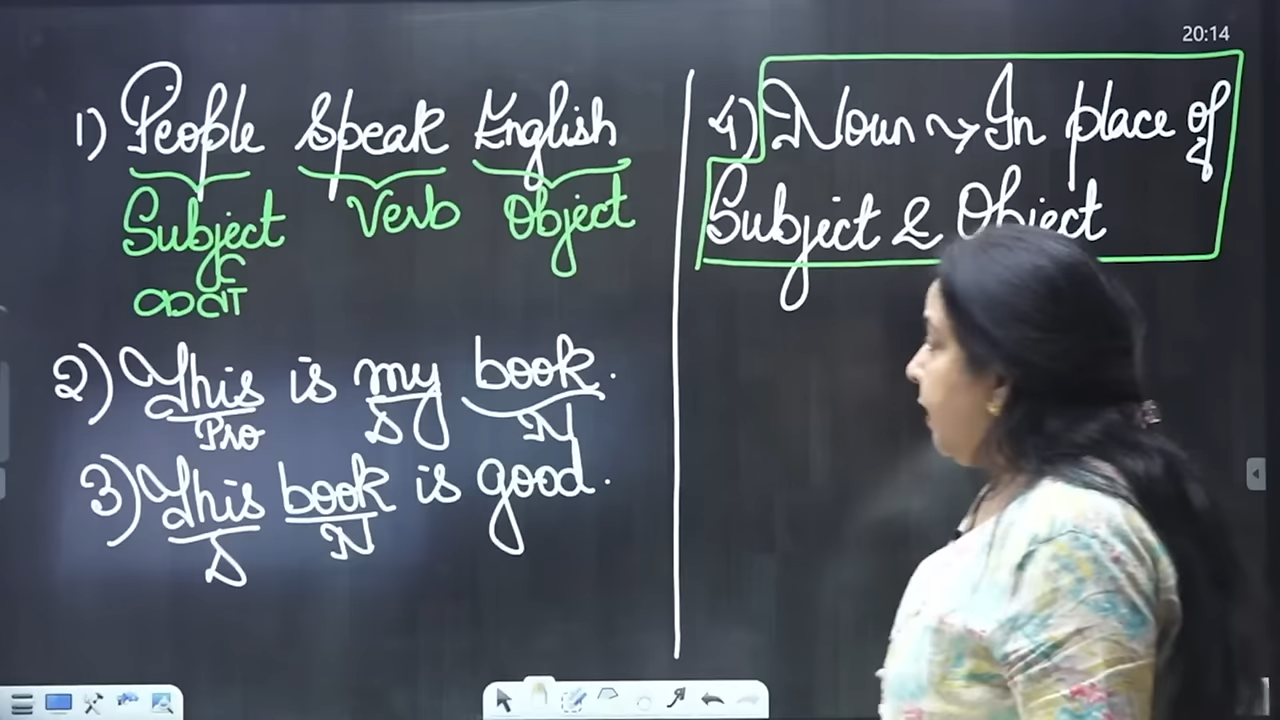 20:14
1) People Speak English
Subject Verb Object
कर्ता
2) This is my book.
Pro D N
3) This book is good.
D N
4) Noun → In place of
Subject & Object